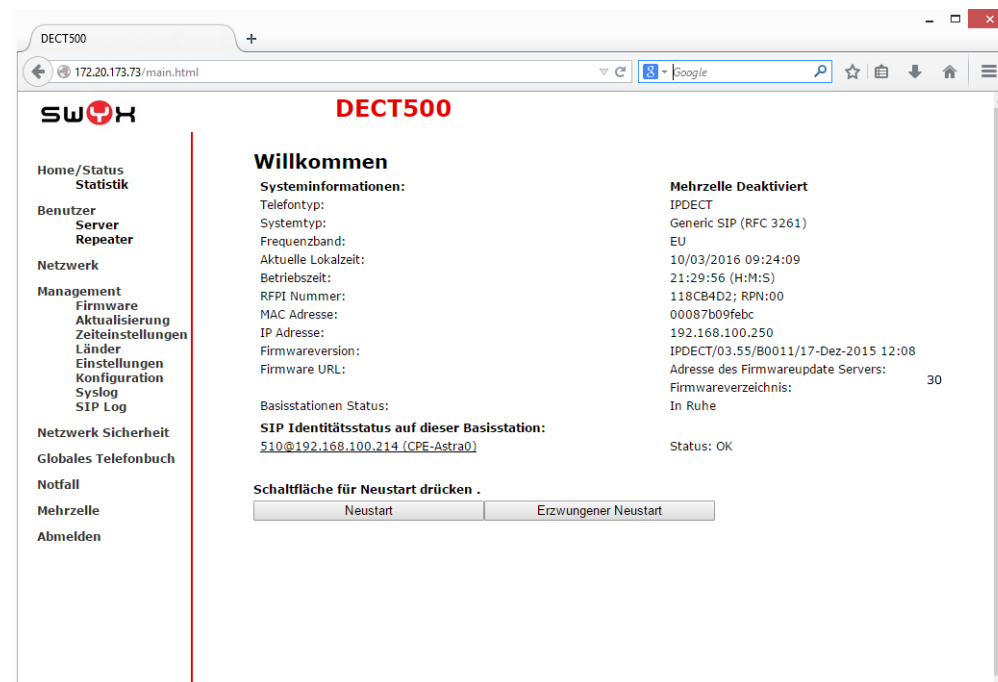 DECT500
172.20.173.73/main.html
Google
swyx
DECT500
Home/Status
Statistik
Benutzer
Server
Repeater
Netzwerk
Management
Firmware
Aktualisierung
Zeiteinstellungen
Länder
Einstellungen
Konfiguration
Syslog
SIP Log
Netzwerk Sicherheit
Globales Telefonbuch
Notfall
Mehrzelle
Abmelden
Willkommen
Systeminformationen: Mehrzelle Deaktiviert
Telefontyp: IPDECT
Systemtyp: Generic SIP (RFC 3261)
Frequenzband: EU
Aktuelle Lokalzeit: 10/03/2016 09:24:09
Betriebszeit: 21:29:56 (H:M:S)
RFPI Nummer: 118CB4D2; RPN:00
MAC Adresse: 00087b09febc
IP Adresse: 192.168.100.250
Firmwareversion: IPDECT/03.55/B0011/17-Dez-2015 12:08
Firmware URL: Adresse des Firmwareupdate Servers:
Firmwareverzeichnis: 30
Basisstationen Status: In Ruhe
SIP Identitätsstatus auf dieser Basisstation:
510@192.168.100.214 (CPE-Astra0) Status: OK
Schaltfläche für Neustart drücken .
Neustart Erzwungener Neustart